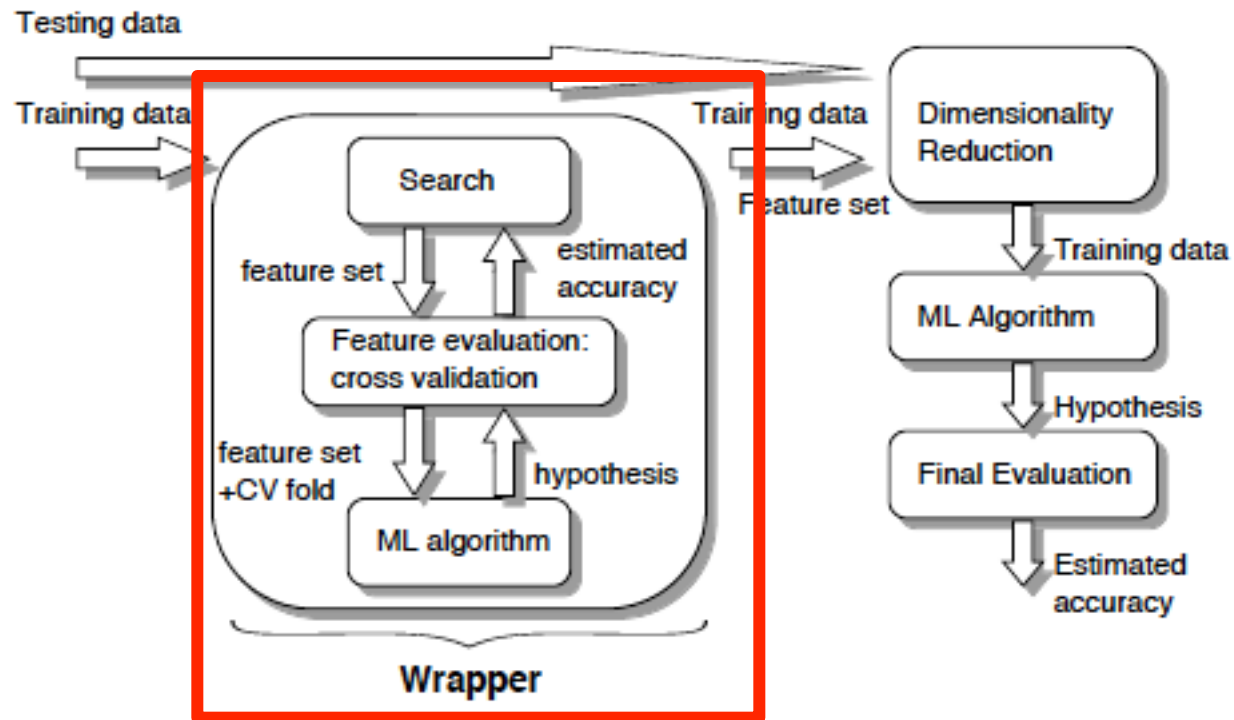 Testing data
Training data
Search
feature set
estimated
accuracy
Feature evaluation:
cross validation
feature set
+CV fold
hypothesis
ML algorithm
Wrapper
Training data
Feature set
Dimensionality
Reduction
Training data
ML Algorithm
Hypothesis
Final Evaluation
Estimated
accuracy